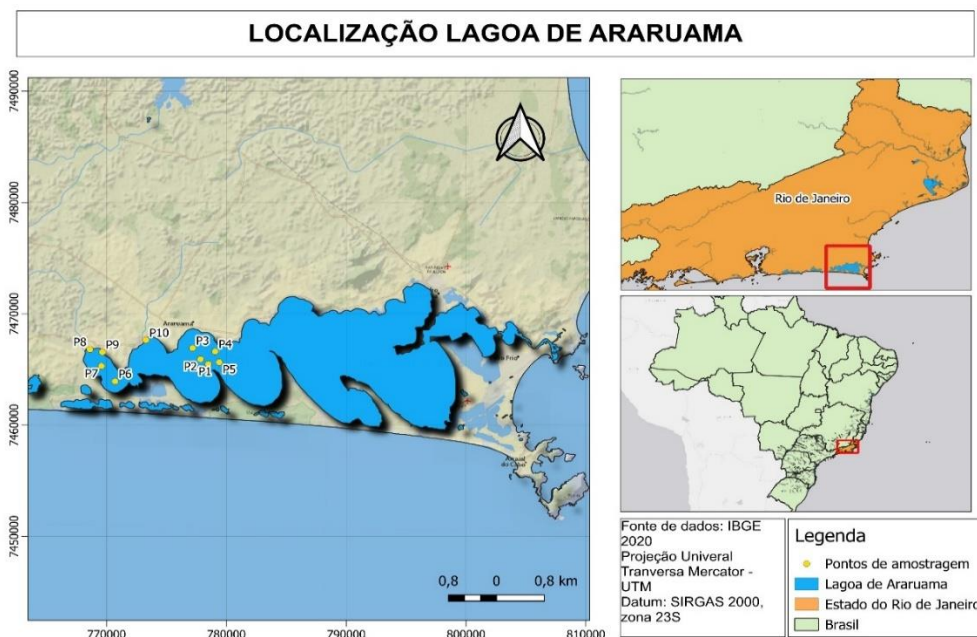 LOCALIZAÇÃO LAGOA DE ARARUAMA
7490000
7480000
7470000
7460000
7450000
Araruama
P8
P9
P10
P3
P4
P7
P6
P2
P1
P5
0,8 0 0,8 km
770000
780000
790000
800000
810000
Rio de Janeiro
Fonte de dados: IBGE
2020
Projeção Univeral
Tranversa Mercator -
UTM
Datum: SIRGAS 2000,
zona 23S
Legenda
Pontos de amostragem
Lagoa de Araruama
Estado do Rio de Janeiro
Brasil